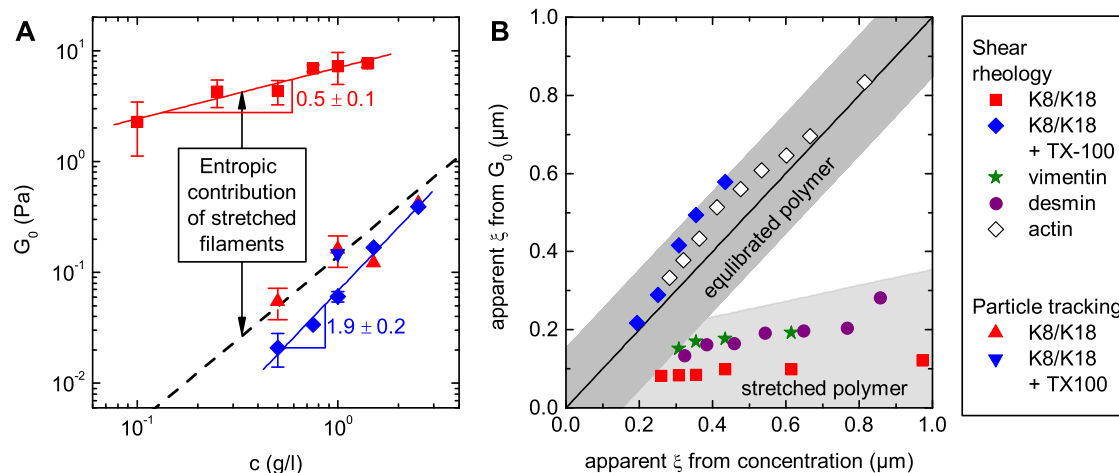 A
10¹
10⁰
10⁻¹
10⁻²
G₀ (Pa)
0.5 ± 0.1
Entropic
contribution
of stretched
filaments
1.9 ± 0.2
10⁻¹
10⁰
c (g/l)
B
1.0
0.8
0.6
0.4
0.2
0.0
apparent ξ from G₀ (µm)
equlibrated polymer
stretched polymer
0.0 0.2 0.4 0.6 0.8 1.0
apparent ξ from concentration (µm)
Shear
rheology
K8/K18
K8/K18
+ TX-100
vimentin
desmin
actin
Particle tracking
K8/K18
K8/K18
+ TX100